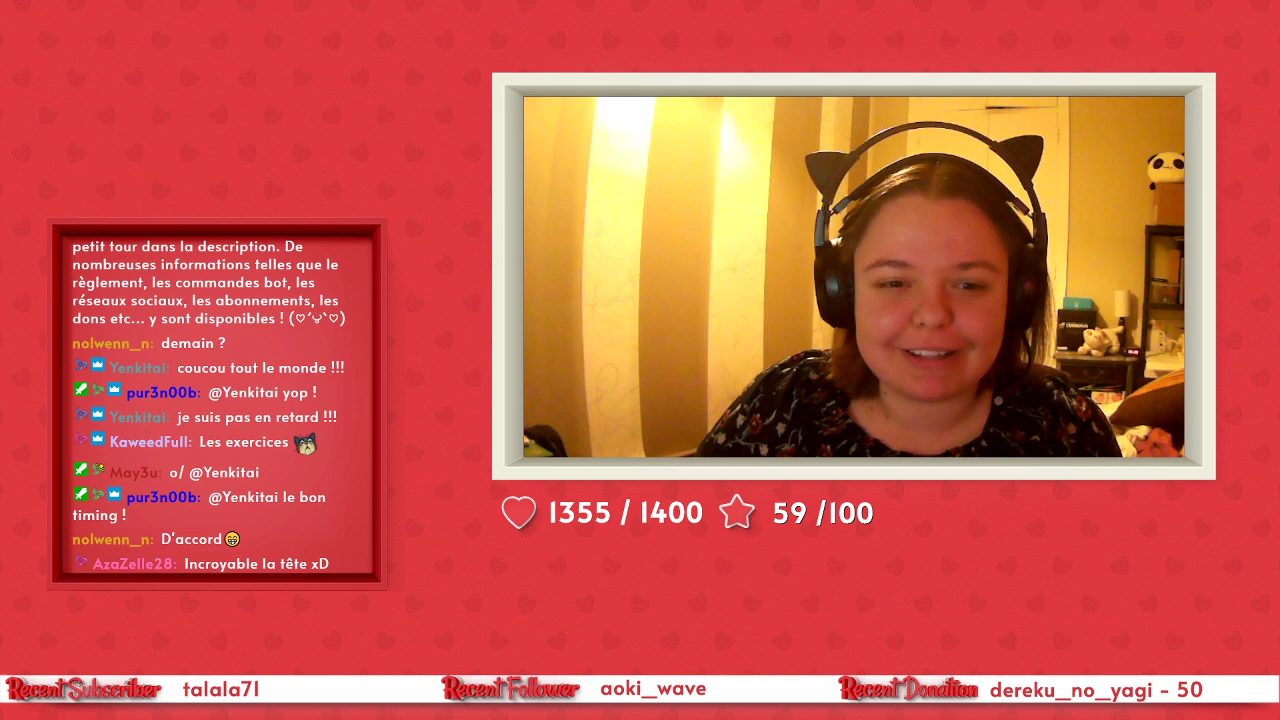 petit tour dans la description. De
nombreuses informations telles que le
règlement, les commandes bot, les
réseaux sociaux, les abonnements, les
dons etc... y sont disponibles ! (♡´౪`♡)
nolwenn_n: demain ?
Yenkitai: coucou tout le monde !!!
pur3n00b: @Yenkitai yop !
Yenkitai: je suis pas en retard !!!
KaweedFull: Les exercices
May3u: o/ @Yenkitai
pur3n00b: @Yenkitai le bon
timing !
nolwenn_n: D'accord😁
AzaZelle28: Incroyable la tête xD
1355 / 1400 59 /100
Recent Subscriber talala71 Recent Follower aoki_wave Recent Donation dereku_no_yagi - 50